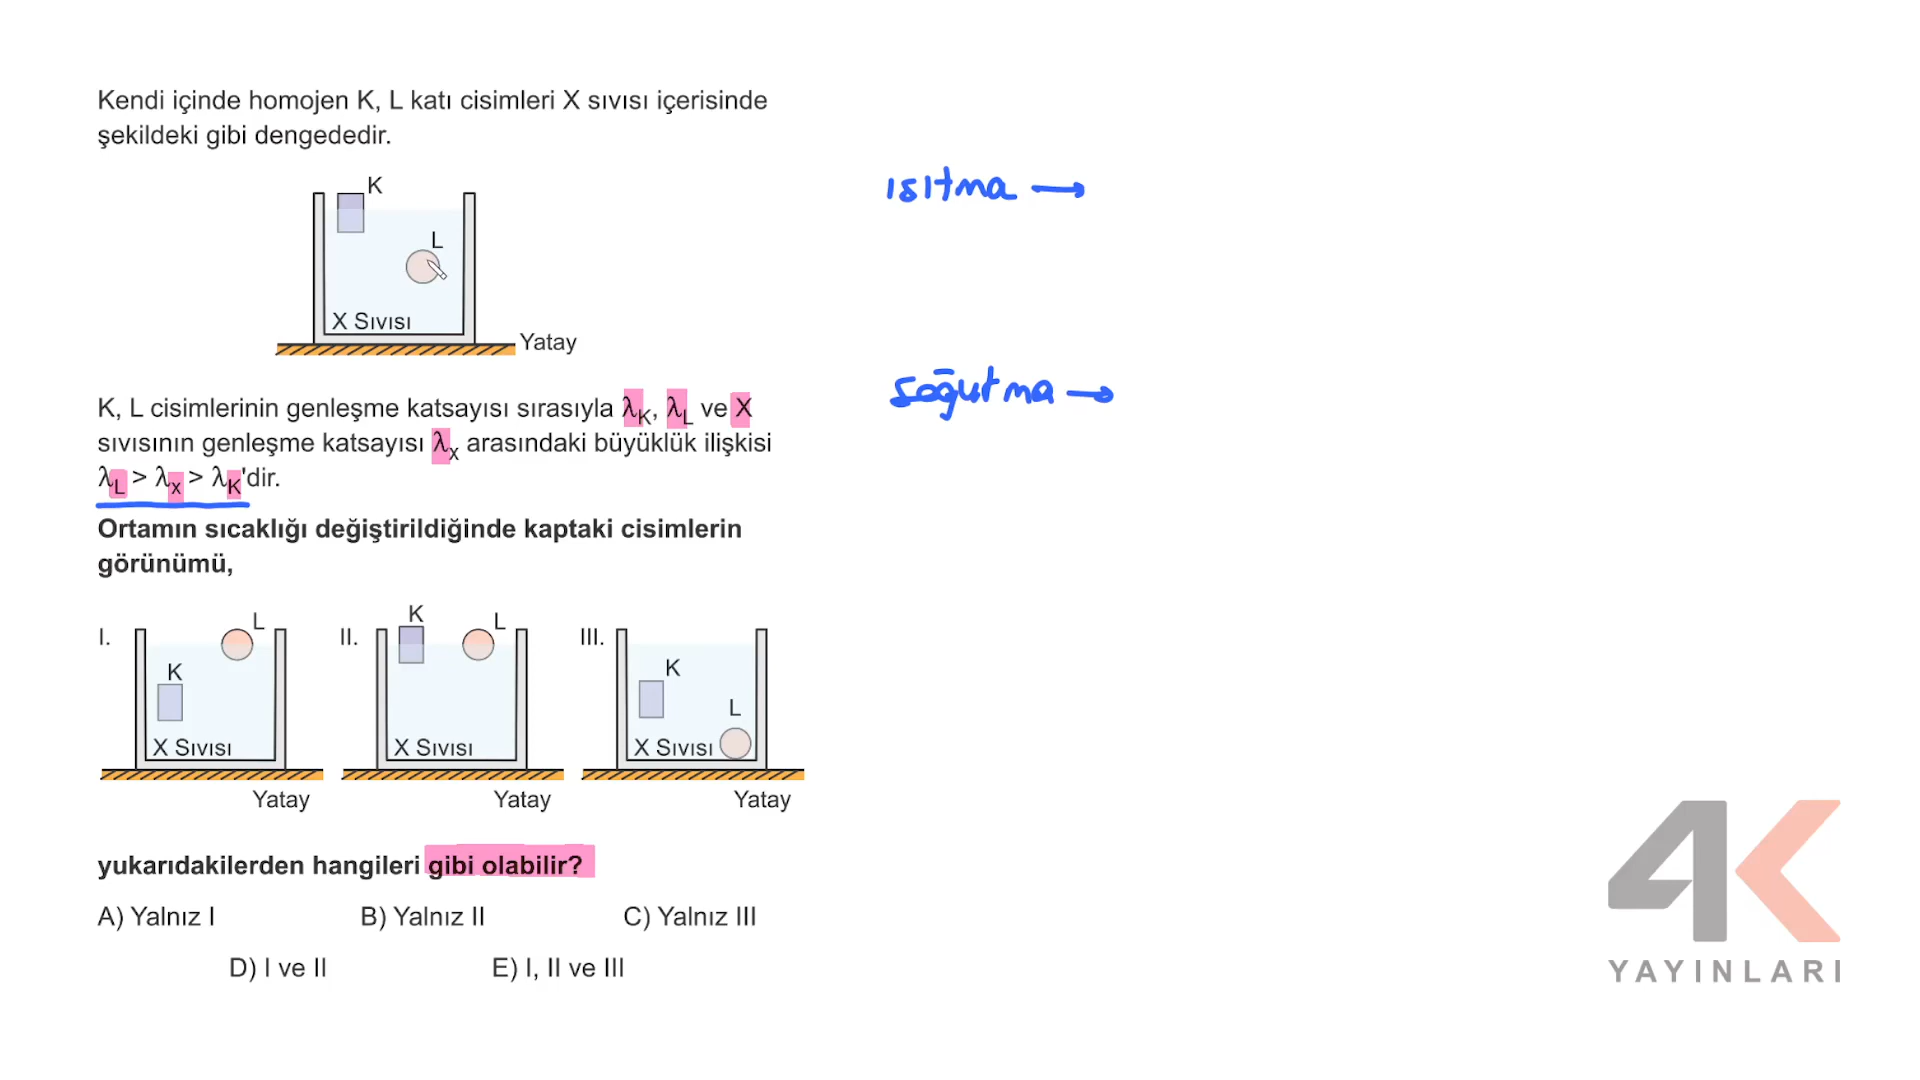 Kendi içinde homojen K, L katı cisimleri X sıvısı içerisinde
şekildeki gibi dengededir.
K
L
X Sıvısı
Yatay
K, L cisimlerinin genleşme katsayısı sırasıyla λK, λL ve X
sıvısının genleşme katsayısı λx arasındaki büyüklük ilişkisi
λL > λx > λK'dir.
Ortamın sıcaklığı değiştirildiğinde kaptaki cisimlerin
görünümü,
I.
K
L
X Sıvısı
Yatay
II.
K
L
X Sıvısı
Yatay
III.
K
L
X Sıvısı
Yatay
yukarıdakilerden hangileri gibi olabilir?
A) Yalnız I B) Yalnız II C) Yalnız III
D) I ve II E) I, II ve III
ısıtma →
soğutma →
4K
YAYINLARI